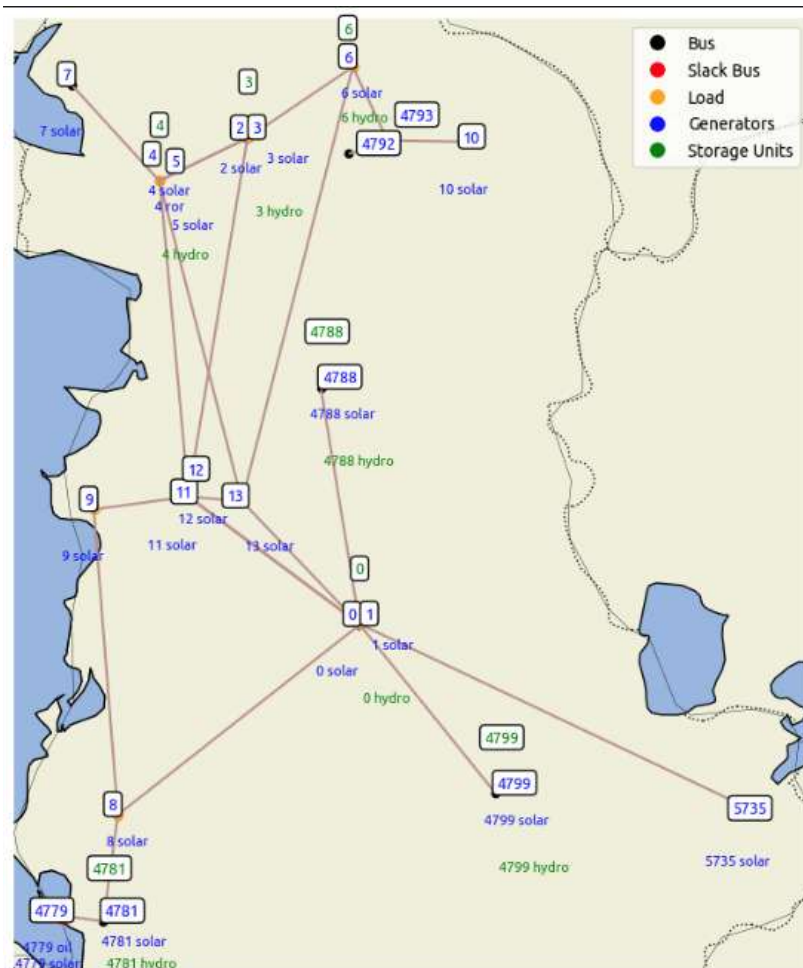 Bus
Slack Bus
Load
Generators
Storage Units
6
6
7
3
6 solar
4793
7 solar
4
2 3
6 hydro
4
5
3 solar
4792
10
2 solar
4 solar
10 solar
4 ror
5 solar
3 hydro
4 hydro
4788
4788
4788 solar
4788 hydro
12
11
13
9
12 solar
11 solar
13 solar
9 solar
0
0 1
1 solar
0 solar
0 hydro
4799
4799
5735
8
4799 solar
8 solar
5735 solar
4781
4799 hydro
4779
4781
4781 solar
4779 oil
4779 solar
4781 hydro